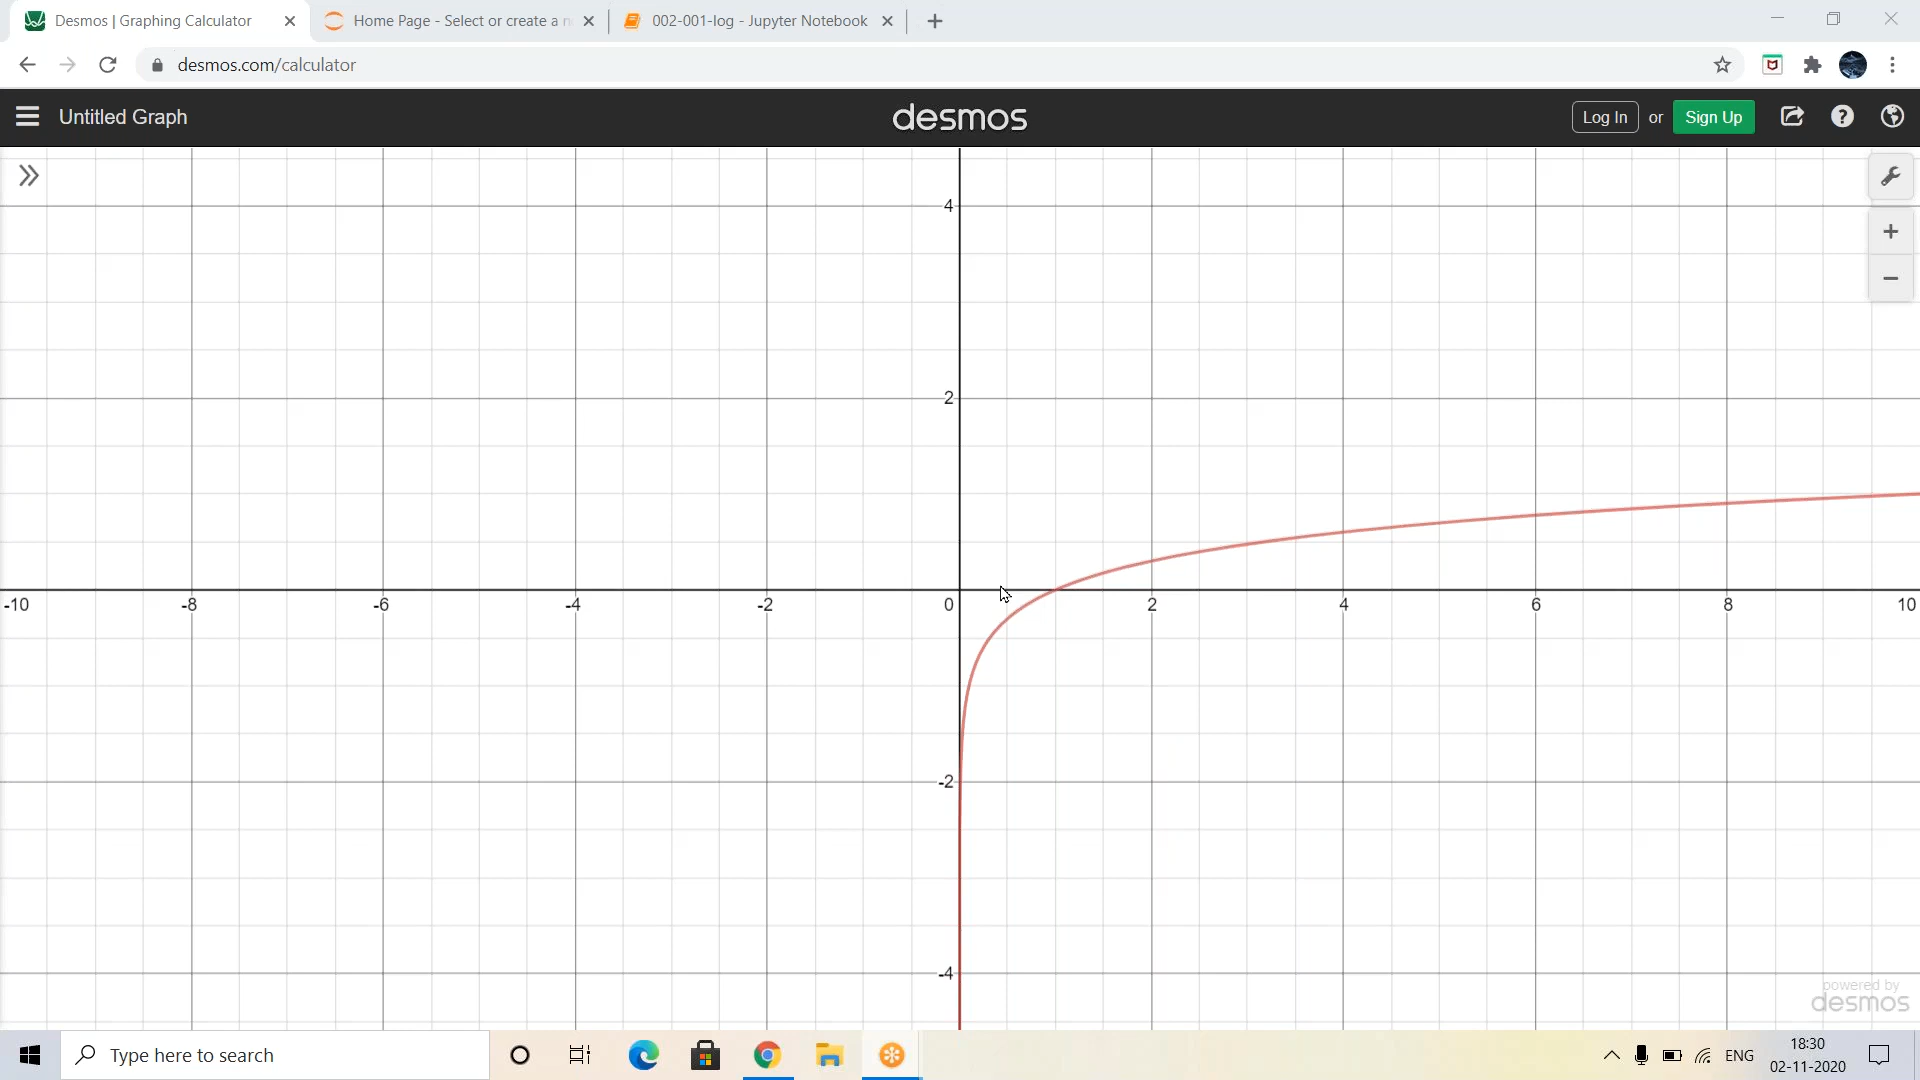 Desmos | Graphing Calculator
Home Page - Select or create a n
002-001-log - Jupyter Notebook
desmos.com/calculator
Untitled Graph
desmos
Log In or Sign Up
4
2
-10 -8 -6 -4 -2 0 2 4 6 8 10
-2
-4
powered by
desmos
Type here to search
ENG
18:30
02-11-2020